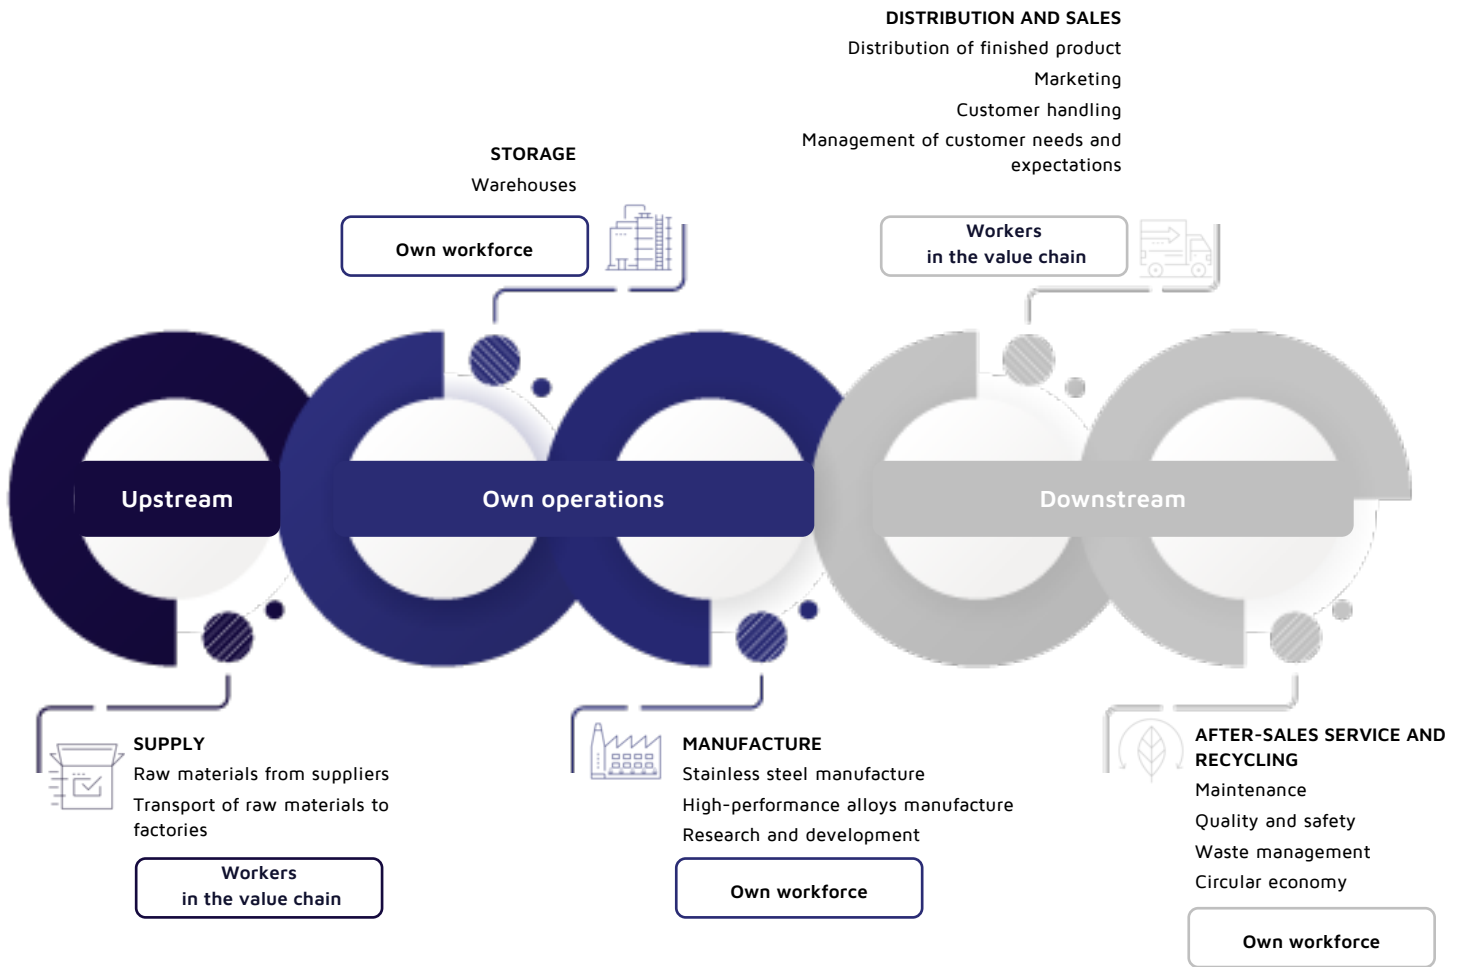 DISTRIBUTION AND SALES
Distribution of finished product
Marketing
Customer handling
Management of customer needs and
expectations
Workers
in the value chain
STORAGE
Warehouses
Own workforce
Upstream
Own operations
Downstream
SUPPLY
Raw materials from suppliers
Transport of raw materials to
factories
Workers
in the value chain
MANUFACTURE
Stainless steel manufacture
High-performance alloys manufacture
Research and development
Own workforce
AFTER-SALES SERVICE AND
RECYCLING
Maintenance
Quality and safety
Waste management
Circular economy
Own workforce